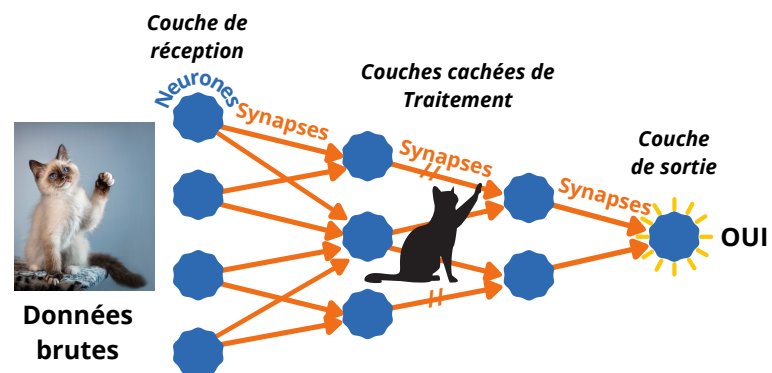 Couche de
réception
Neurones
Synapses
Couches cachées de
Traitement
Synapses
Couche
de sortie
Synapses
OUI
Données
brutes